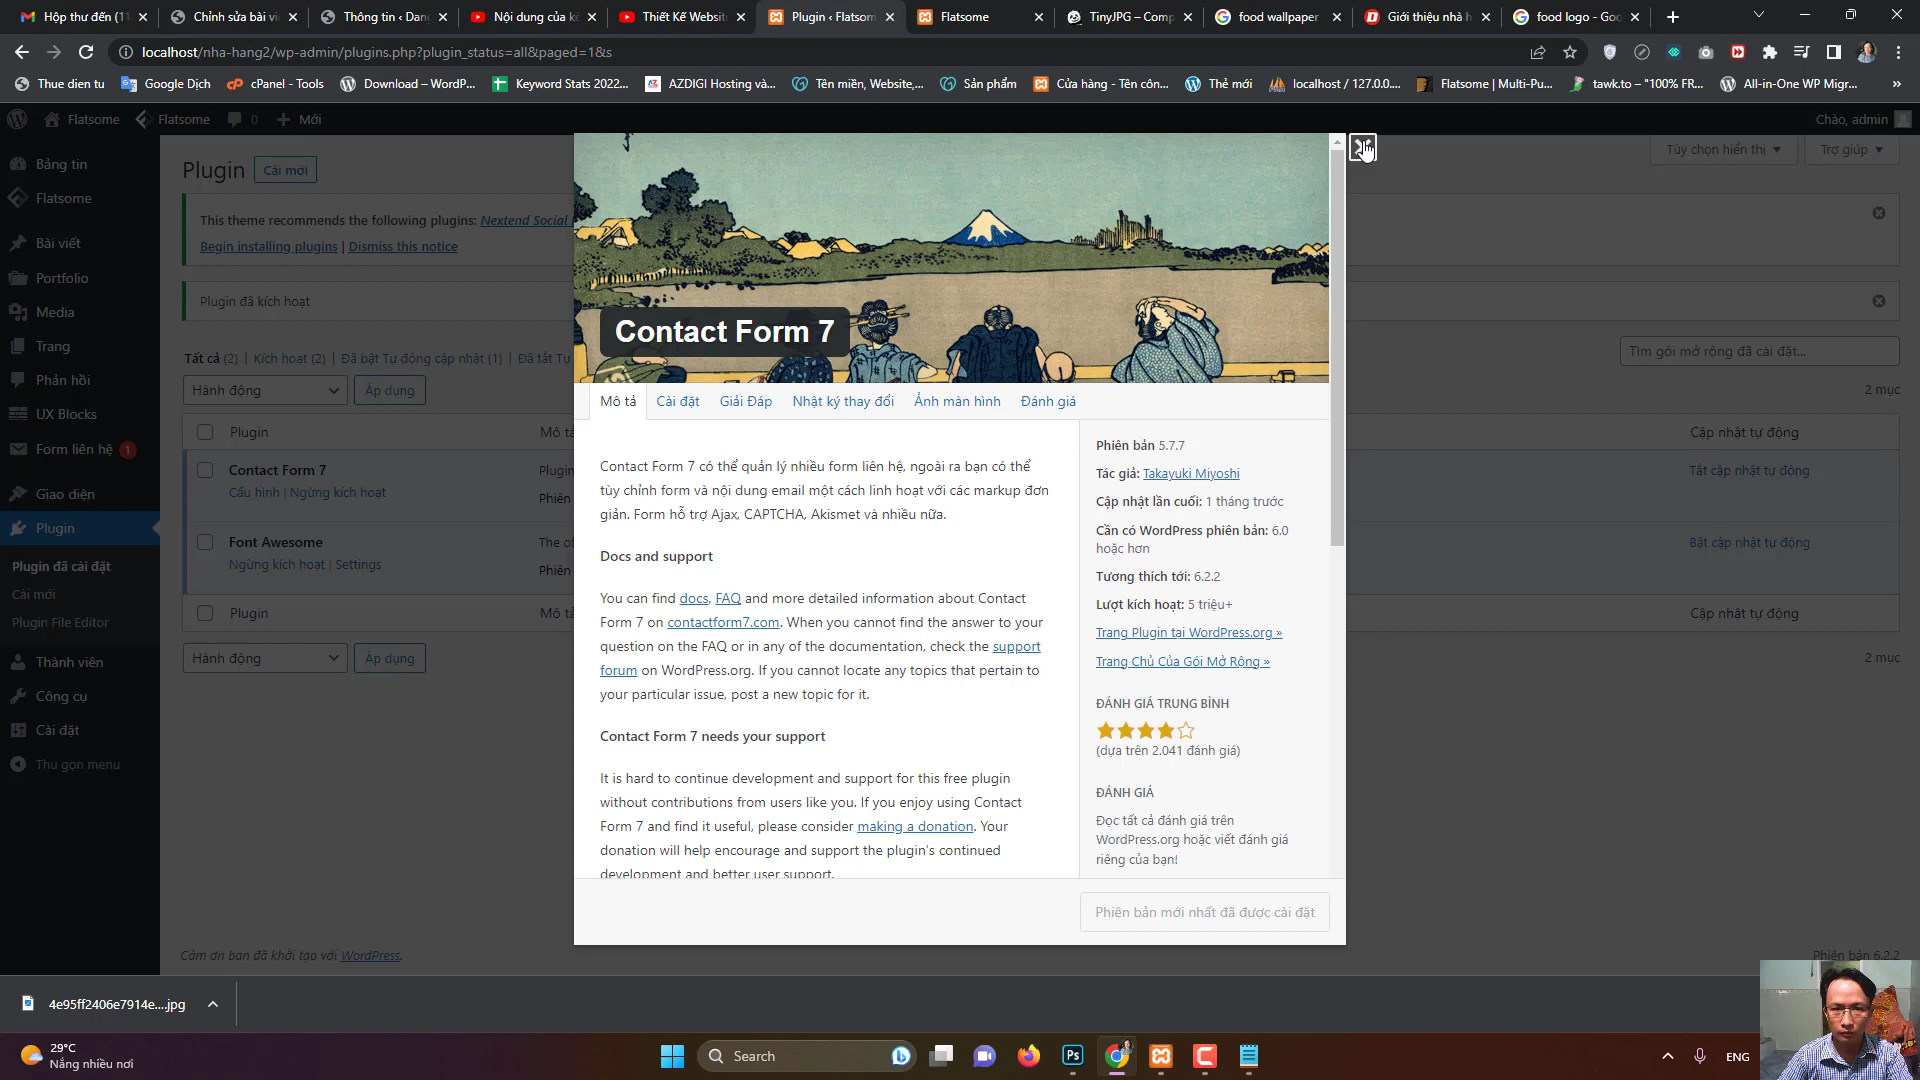 Hộp thư đến (11
Chỉnh sửa bài vi
Thông tin ‹ Dan
Nội dung của kê
Thiết Kế Websit
Plugin ‹ Flatsom
Flatsome
TinyJPG – Comp
food wallpaper
Giới thiệu nhà h
food logo - Goo
localhost/nha-hang2/wp-admin/plugins.php?plugin_status=all&paged=1&s
Thue dien tu
Google Dịch
cPanel - Tools
Download – WordP...
Keyword Stats 2022...
AZDIGI Hosting và...
Tên miền, Website,...
Sản phẩm
Cửa hàng - Tên côn...
Thẻ mới
localhost / 127.0.0....
Flatsome | Multi-Pu...
tawk.to – "100% FR...
All-in-One WP Migr...
»
Flatsome
Flatsome
0
Mới
Chào, admin
Bảng tin
Flatsome
Bài viết
Portfolio
Media
Trang
Phản hồi
UX Blocks
Form liên hệ 1
Giao diện
Plugin
Plugin đã cài đặt
Cài mới
Plugin File Editor
Thành viên
Công cụ
Cài đặt
Thu gọn menu
Plugin
Cài mới
Tùy chọn hiển thị
Trợ giúp
This theme recommends the following plugins: Nextend Social
Begin installing plugins | Dismiss this notice
Plugin đã kích hoạt
Tất cả (2) | Kích hoạt (2) | Đã bật Tự động cập nhật (1) | Đã tắt Tự
Tìm gói mở rộng đã cài đặt...
Hành động
Áp dụng
2 mục
Plugin
Mô tả
Cập nhật tự động
Contact Form 7
Plugin
Tắt cập nhật tự động
Cấu hình | Ngừng kích hoạt
Phiên
Font Awesome
The o
Bật cập nhật tự động
Ngừng kích hoạt | Settings
Phiên
Plugin
Mô tả
Cập nhật tự động
Hành động
Áp dụng
2 mục
Contact Form 7
Mô tả
Cài đặt
Giải Đáp
Nhật ký thay đổi
Ảnh màn hình
Đánh giá
Contact Form 7 có thể quản lý nhiều form liên hệ, ngoài ra bạn có thể
tùy chỉnh form và nội dung email một cách linh hoạt với các markup đơn
giản. Form hỗ trợ Ajax, CAPTCHA, Akismet và nhiều nữa.
Docs and support
You can find docs, FAQ and more detailed information about Contact
Form 7 on contactform7.com. When you cannot find the answer to your
question on the FAQ or in any of the documentation, check the support
forum on WordPress.org. If you cannot locate any topics that pertain to
your particular issue, post a new topic for it.
Contact Form 7 needs your support
It is hard to continue development and support for this free plugin
without contributions from users like you. If you enjoy using Contact
Form 7 and find it useful, please consider making a donation. Your
donation will help encourage and support the plugin's continued
development and better user support.
Phiên bản 5.7.7
Tác giả: Takayuki Miyoshi
Cập nhật lần cuối: 1 tháng trước
Cần có WordPress phiên bản: 6.0
hoặc hơn
Tương thích tới: 6.2.2
Lượt kích hoạt: 5 triệu+
Trang Plugin tại WordPress.org »
Trang Chủ Của Gói Mở Rộng »
ĐÁNH GIÁ TRUNG BÌNH
(dựa trên 2.041 đánh giá)
ĐÁNH GIÁ
Đọc tất cả đánh giá trên
WordPress.org hoặc viết đánh giá
riêng của bạn!
Phiên bản mới nhất đã được cài đặt
Cảm ơn bạn đã khởi tạo với WordPress.
Phiên bản 6.2.2
4e95ff2406e7914e....jpg
29°C
Nắng nhiều nơi
Search
Ps
ENG